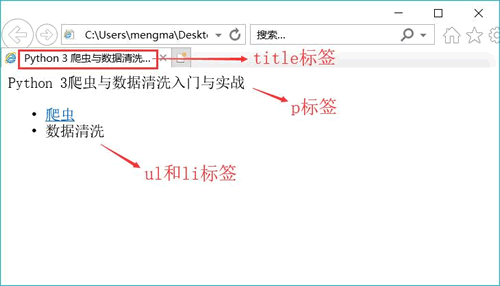 C:\Users\mengma\Deskto
搜索...
Python 3 爬虫与数据清洗...
title标签
Python 3爬虫与数据清洗入门与实战
p标签
• 爬虫
• 数据清洗
ul和li标签